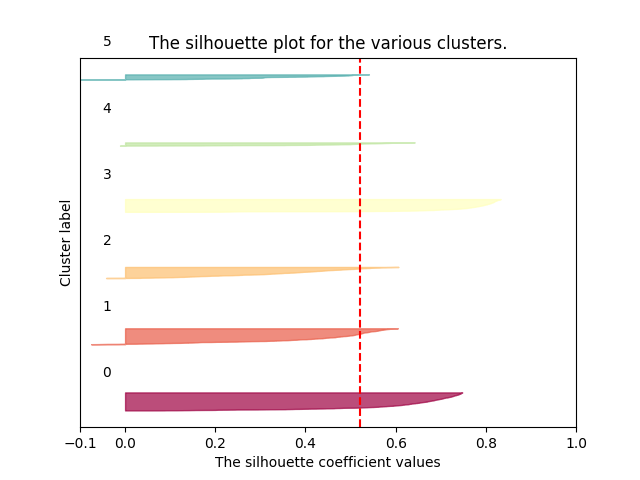 The silhouette plot for the various clusters.
5
4
3
2
1
0
Cluster label
−0.1 0.0 0.2 0.4 0.6 0.8 1.0
The silhouette coefficient values